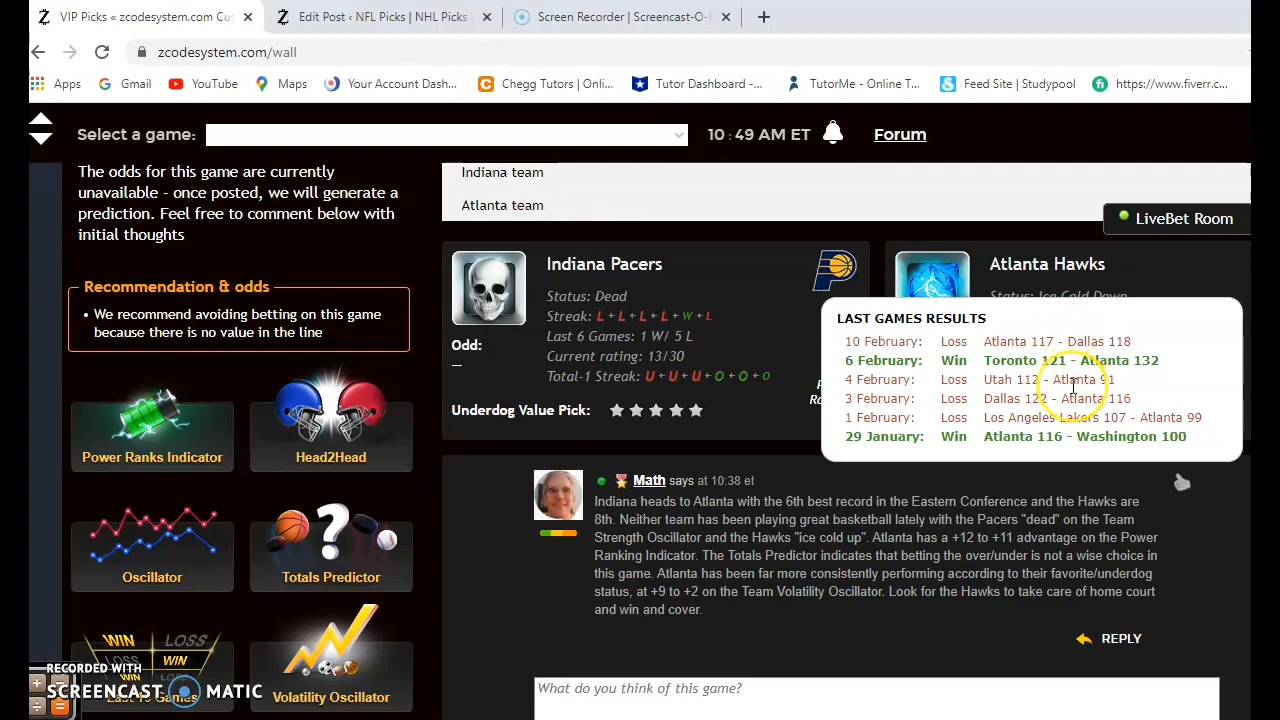 VIP Picks « zcodesystem.com Cus
Edit Post ‹ NFL Picks | NHL Picks |
Screen Recorder | Screencast-O-
zcodesystem.com/wall
Apps
Gmail
YouTube
Maps
Your Account Dash...
Chegg Tutors | Onli...
Tutor Dashboard -...
TutorMe - Online T...
Feed Site | Studypool
https://www.fiverr.c...
Select a game:
10:49 AM ET
Forum
The odds for this game are currently
unavailable - once posted, we will generate a
prediction. Feel free to comment below with
initial thoughts
Recommendation & odds
• We recommend avoiding betting on this game
because there is no value in the line
Power Ranks Indicator
Head2Head
Oscillator
Totals Predictor
WIN LOSS
LOSS WIN
WIN
Volatility Oscillator
RECORDED WITH
SCREENCAST MATIC
Indiana team
Atlanta team
LiveBet Room
Indiana Pacers
Status: Dead
Streak: L ← L ← L ← L ← W ← L
Last 6 Games: 1 W/ 5 L
Current rating: 13/30
Total-1 Streak: U ← U ← U ← O ← O ← O
Odd:
—
Underdog Value Pick:
Atlanta Hawks
Status: Ice Cold Down
LAST GAMES RESULTS
10 February: Loss Atlanta 117 - Dallas 118
6 February: Win Toronto 121 - Atlanta 132
4 February: Loss Utah 112 - Atlanta 91
3 February: Loss Dallas 122 - Atlanta 116
1 February: Loss Los Angeles Lakers 107 - Atlanta 99
29 January: Win Atlanta 116 - Washington 100
Math says at 10:38 et
Indiana heads to Atlanta with the 6th best record in the Eastern Conference and the Hawks are
8th. Neither team has been playing great basketball lately with the Pacers "dead" on the Team
Strength Oscillator and the Hawks "ice cold up". Atlanta has a +12 to +11 advantage on the Power
Ranking Indicator. The Totals Predictor indicates that betting the over/under is not a wise choice in
this game. Atlanta has been far more consistently performing according to their favorite/underdog
status, at +9 to +2 on the Team Volatility Oscillator. Look for the Hawks to take care of home court
and win and cover.
REPLY
What do you think of this game?